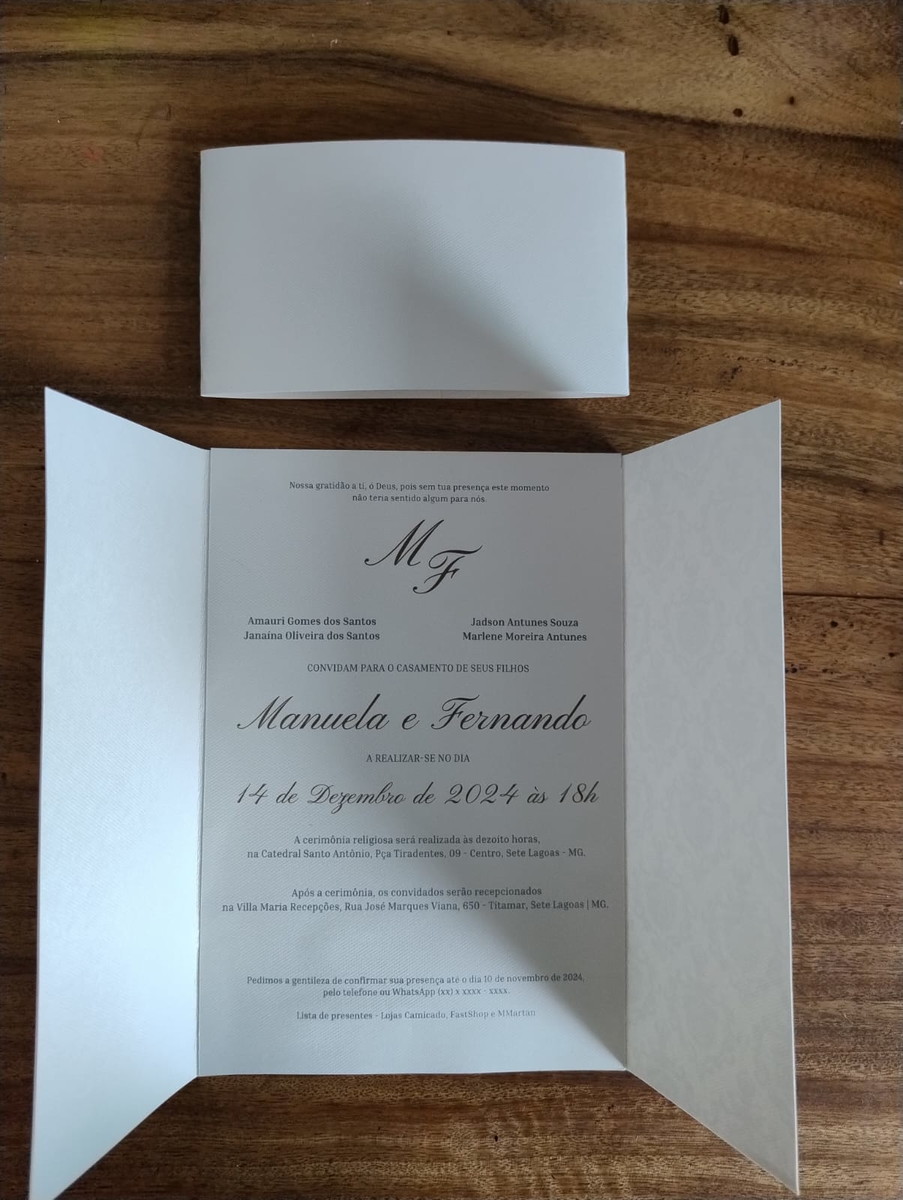 Nossa gratidão a ti, ó Deus, pois sem tua presença este momento
não teria sentido algum para nós.
M F
Amauri Gomes dos Santos
Janaína Oliveira dos Santos
Jadson Antunes Souza
Marlene Moreira Antunes
CONVIDAM PARA O CASAMENTO DE SEUS FILHOS
Manuela e Fernando
A REALIZAR-SE NO DIA
14 de Dezembro de 2024 às 18h
A cerimônia religiosa será realizada às dezoito horas,
na Catedral Santo Antônio, Pça Tiradentes, 09 - Centro, Sete Lagoas - MG.
Após a cerimônia, os convidados serão recepcionados
na Villa Maria Recepções, Rua José Marques Viana, 650 - Titamar, Sete Lagoas | MG.
Pedimos a gentileza de confirmar sua presença até o dia 10 de novembro de 2024,
pelo telefone ou WhatsApp (xx) x xxxx - xxxx.
Lista de presentes - Lojas Camicado, FastShop e MMartan